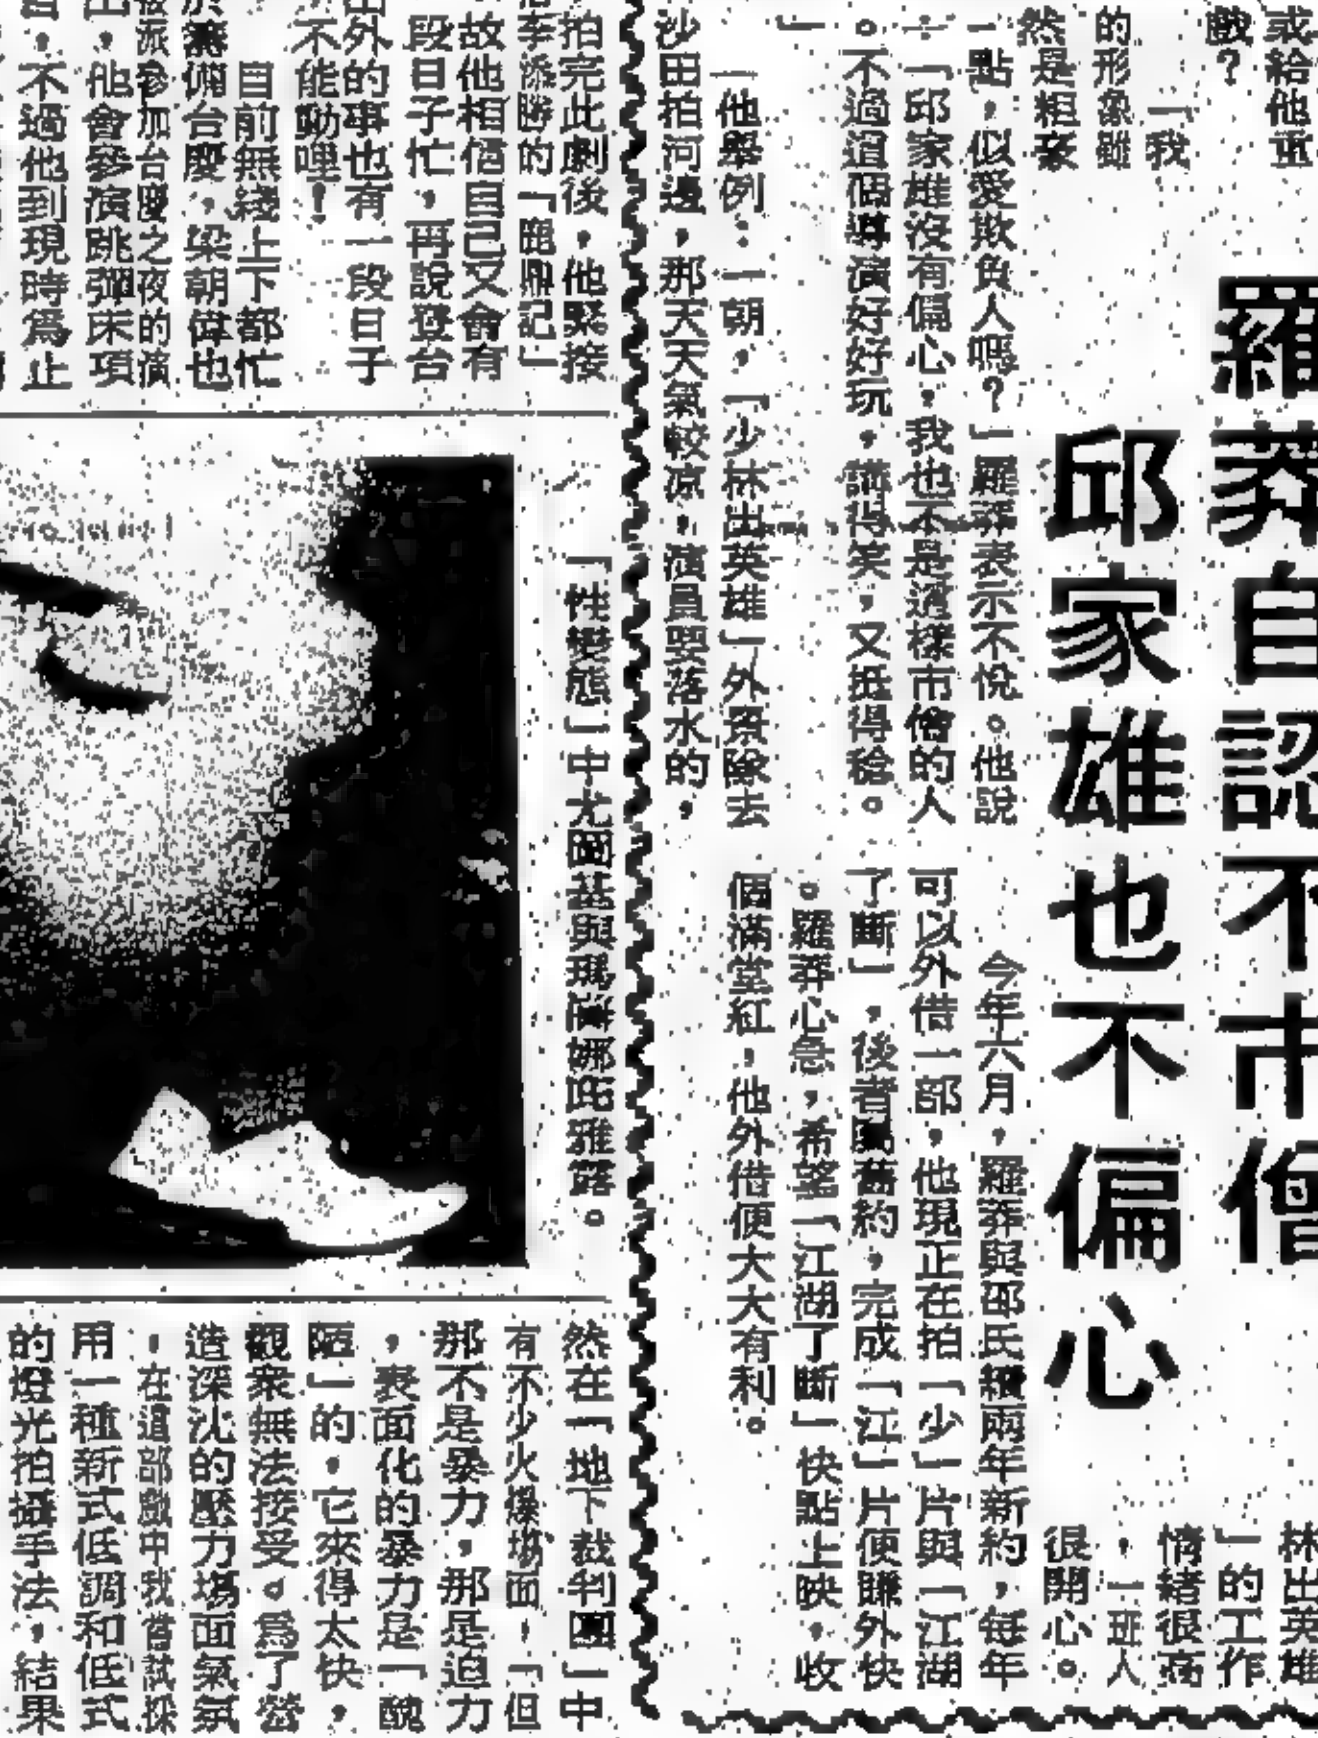 羅莽自認不市儈
邱家雄也不偏心
或給他重
戲？
「我
的形象雖
然是粗豪
一點，似愛欺負人嗎？」羅莽表示不悅。他說
：「邱家雄沒有偏心，我也不是這樣市儈的人
。不過這個導演好好玩，講得笑，又抵得稔。
」
「他舉例：一朝，「少林出英雄」外景隊去
沙田拍河邊，那天天氣較凉，演員要落水的，
林出英雄
」的工作
情緒很高
，一班人
很開心。
今年六月，羅莽與邵氏續兩年新約，每年
可以外借一部，他現正在拍「少」片與「江湖
了斷」，後者屬舊約，完成「江」片便賺外快
。羅莽心急，希望「江湖了斷」快點上映，收
個滿堂紅，他外借便大大有利。
拍完此劇後，他緊接
李添勝的「鹿鼎記」
故他相信自己又會有
段日子忙，再說登台
外的事也有一段日子
不能動哩！
目前無綫上下都忙
籌備台慶，梁朝偉也
被派參加台慶之夜的演
出，他會參演跳彈床項
目，不過他到現時爲止
「性變態」中尤圖基與瑪儂娜陀雅露。
然在「地下裁判團」中
有不少火爆塲面，「但
那不是暴力，那是迫力
，表面化的暴力是「醜
陋」的，它來得太快，
觀衆無法接受。爲了營
造深沈的壓力塲面氣氛
，在這部戲中我嘗試採
用一種新式低調和低式
的燈光拍攝手法，結果